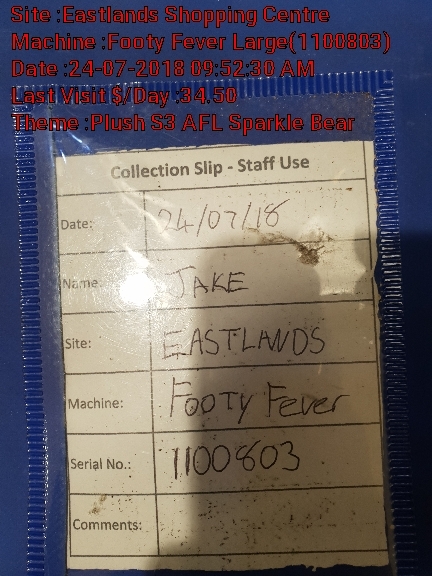 Site :Eastlands Shopping Centre
Machine :Footy Fever Large(1100803)
Date :24-07-2018 09:52:30 AM
Last Visit $/Day :34.50
Theme :Plush S3 AFL Sparkle Bear
Collection Slip - Staff Use
Date: 24/07/18
Name: JAKE
Site: EASTLANDS
Machine: FOOTY Fever
Serial No.: 1100803
Comments: